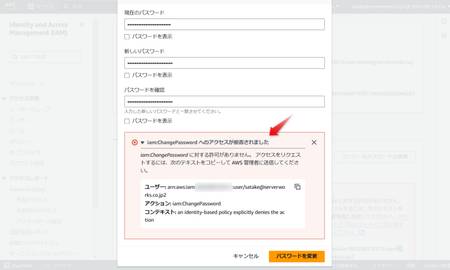 Identity and Access
Management (IAM)
現在のパスワード
パスワードを表示
新しいパスワード
パスワードを表示
パスワードを確認
入力した新しいパスワードと一致させてください。
パスワードを表示
iam:ChangePassword へのアクセスが拒否されました
iam:ChangePassword に対する許可がありません。 アクセスをリクエスト
するには、次のテキストをコピーして AWS 管理者に送信してくだ
さい。
ユーザー: arn:aws:iam
user/satake@serverwo
rks.co.jp2
アクション: iam:ChangePassword
コンテキスト: an identity-based policy explicitly denies the ac
tion
キャンセル
パスワードを変更